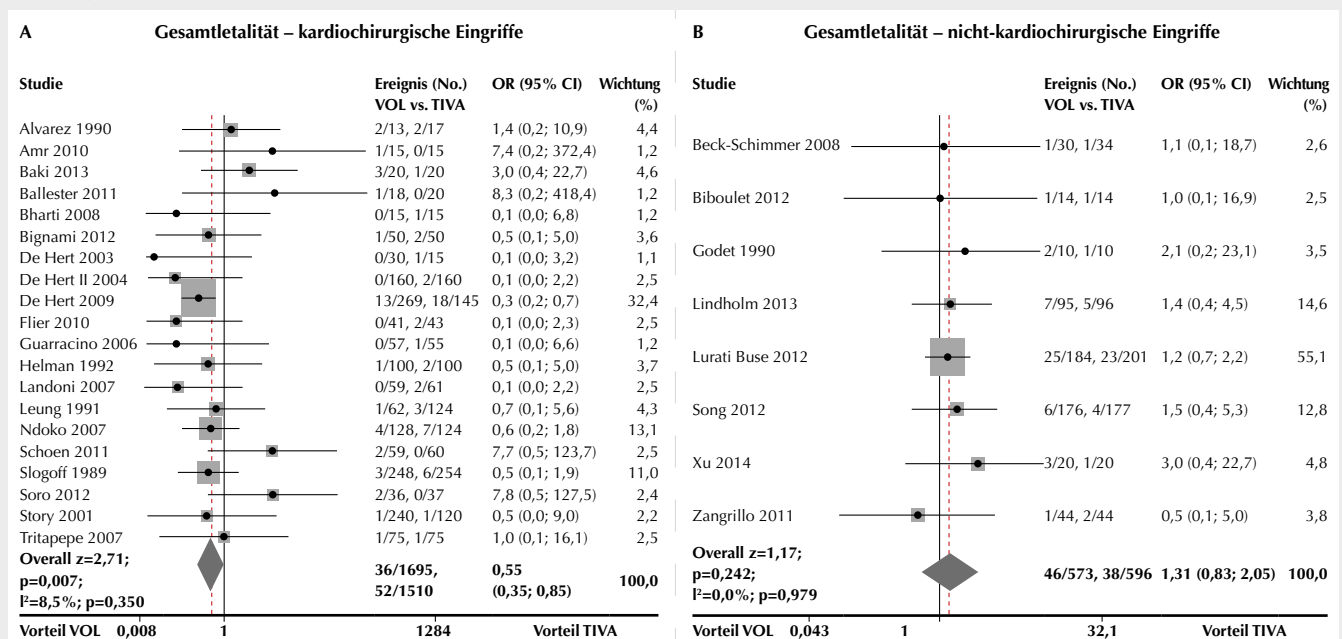 A Gesamtletalität – kardiochirurgische Eingriffe
Studie Ereignis (No.) OR (95% CI) Wichtung
VOL vs. TIVA (%)
Alvarez 1990 2/13, 2/17 1,4 (0,2; 10,9) 4,4
Amr 2010 1/15, 0/15 7,4 (0,2; 372,4) 1,2
Baki 2013 3/20, 1/20 3,0 (0,4; 22,7) 4,6
Ballester 2011 1/18, 0/20 8,3 (0,2; 418,4) 1,2
Bharti 2008 0/15, 1/15 0,1 (0,0; 6,8) 1,2
Bignami 2012 1/50, 2/50 0,5 (0,1; 5,0) 3,6
De Hert 2003 0/30, 1/15 0,1 (0,0; 3,2) 1,1
De Hert II 2004 0/160, 2/160 0,1 (0,0; 2,2) 2,5
De Hert 2009 13/269, 18/145 0,3 (0,2; 0,7) 32,4
Flier 2010 0/41, 2/43 0,1 (0,0; 2,3) 2,5
Guarracino 2006 0/57, 1/55 0,1 (0,0; 6,6) 1,2
Helman 1992 1/100, 2/100 0,5 (0,1; 5,0) 3,7
Landoni 2007 0/59, 2/61 0,1 (0,0; 2,2) 2,5
Leung 1991 1/62, 3/124 0,7 (0,1; 5,6) 4,3
Ndoko 2007 4/128, 7/124 0,6 (0,2; 1,8) 13,1
Schoen 2011 2/59, 0/60 7,7 (0,5; 123,7) 2,5
Slogoff 1989 3/248, 6/254 0,5 (0,1; 1,9) 11,0
Soro 2012 2/36, 0/37 7,8 (0,5; 127,5) 2,4
Story 2001 1/240, 1/120 0,5 (0,0; 9,0) 2,2
Tritapepe 2007 1/75, 1/75 1,0 (0,1; 16,1) 2,5
Overall z=2,71;
p=0,007; 36/1695, 0,55
I²=8,5%; p=0,350 52/1510 (0,35; 0,85) 100,0
Vorteil VOL 0,008 1 1284 Vorteil TIVA
B Gesamtletalität – nicht-kardiochirurgische Eingriffe
Studie Ereignis (No.) OR (95% CI) Wichtung
VOL vs. TIVA (%)
Beck-Schimmer 2008 1/30, 1/34 1,1 (0,1; 18,7) 2,6
Biboulet 2012 1/14, 1/14 1,0 (0,1; 16,9) 2,5
Godet 1990 2/10, 1/10 2,1 (0,2; 23,1) 3,5
Lindholm 2013 7/95, 5/96 1,4 (0,4; 4,5) 14,6
Lurati Buse 2012 25/184, 23/201 1,2 (0,7; 2,2) 55,1
Song 2012 6/176, 4/177 1,5 (0,4; 5,3) 12,8
Xu 2014 3/20, 1/20 3,0 (0,4; 22,7) 4,8
Zangrillo 2011 1/44, 2/44 0,5 (0,1; 5,0) 3,8
Overall z=1,17;
p=0,242; 46/573, 38/596 1,31 (0,83; 2,05) 100,0
I²=0,0%; p=0,979
Vorteil VOL 0,043 1 32,1 Vorteil TIVA